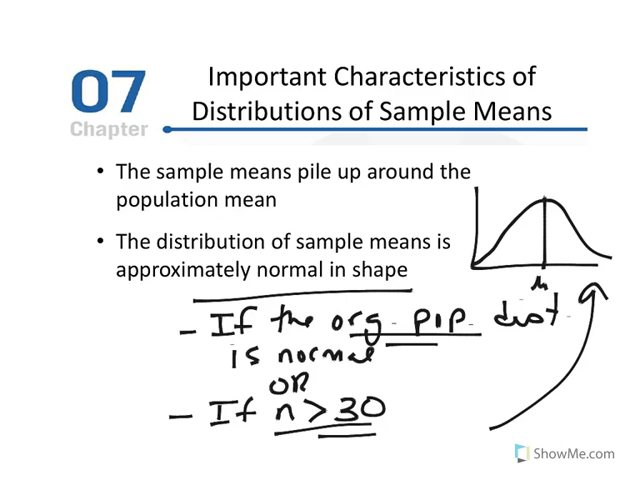 07
Chapter
Important Characteristics of
Distributions of Sample Means
• The sample means pile up around the
population mean
• The distribution of sample means is
approximately normal in shape
μ
- If the org pop dist
is normal
OR
- If n > 30
ShowMe.com